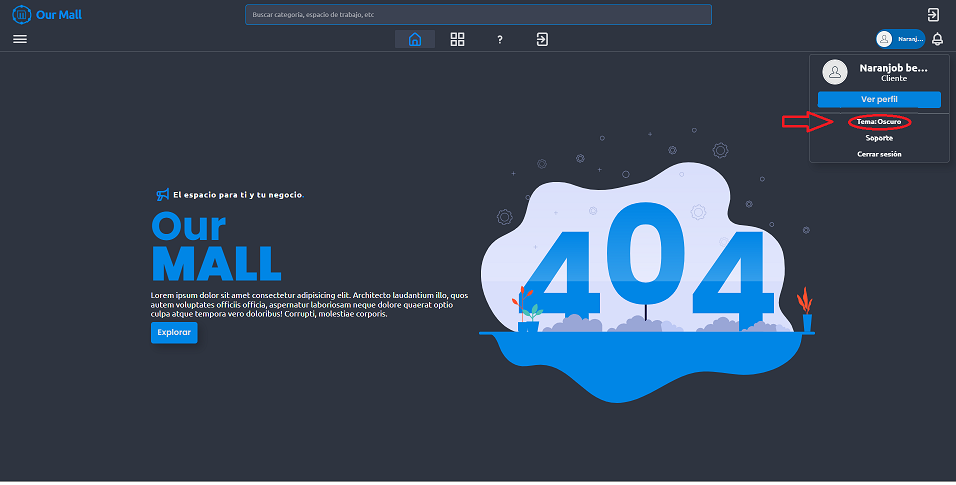 Our Mall
Buscar categoría, espacio de trabajo, etc
?
Naranj...
Naranjob be...
Cliente
Ver perfil
Tema: Oscuro
Soporte
Cerrar sesión
El espacio para ti y tu negocio.
Our
MALL
Lorem ipsum dolor sit amet consectetur adipisicing elit. Architecto laudantium illo, quos
autem voluptates officiis officia, aspernatur laboriosam neque dolore quaerat optio
culpa atque tempora vero doloribus! Corrupti, molestiae corporis.
Explorar
404